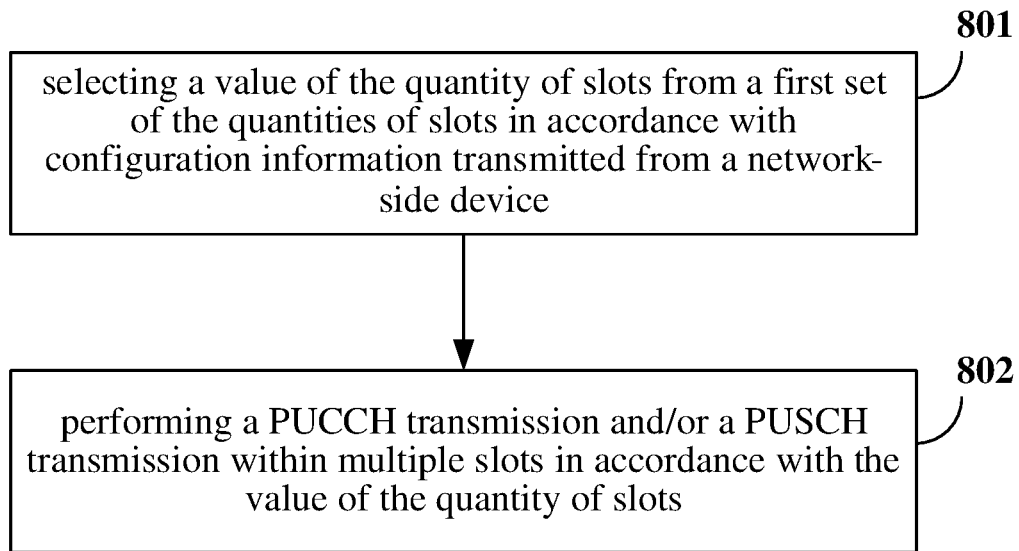 801
selecting a value of the quantity of slots from a first set
of the quantities of slots in accordance with
configuration information transmitted from a network-
side device
802
performing a PUCCH transmission and/or a PUSCH
transmission within multiple slots in accordance with the
value of the quantity of slots